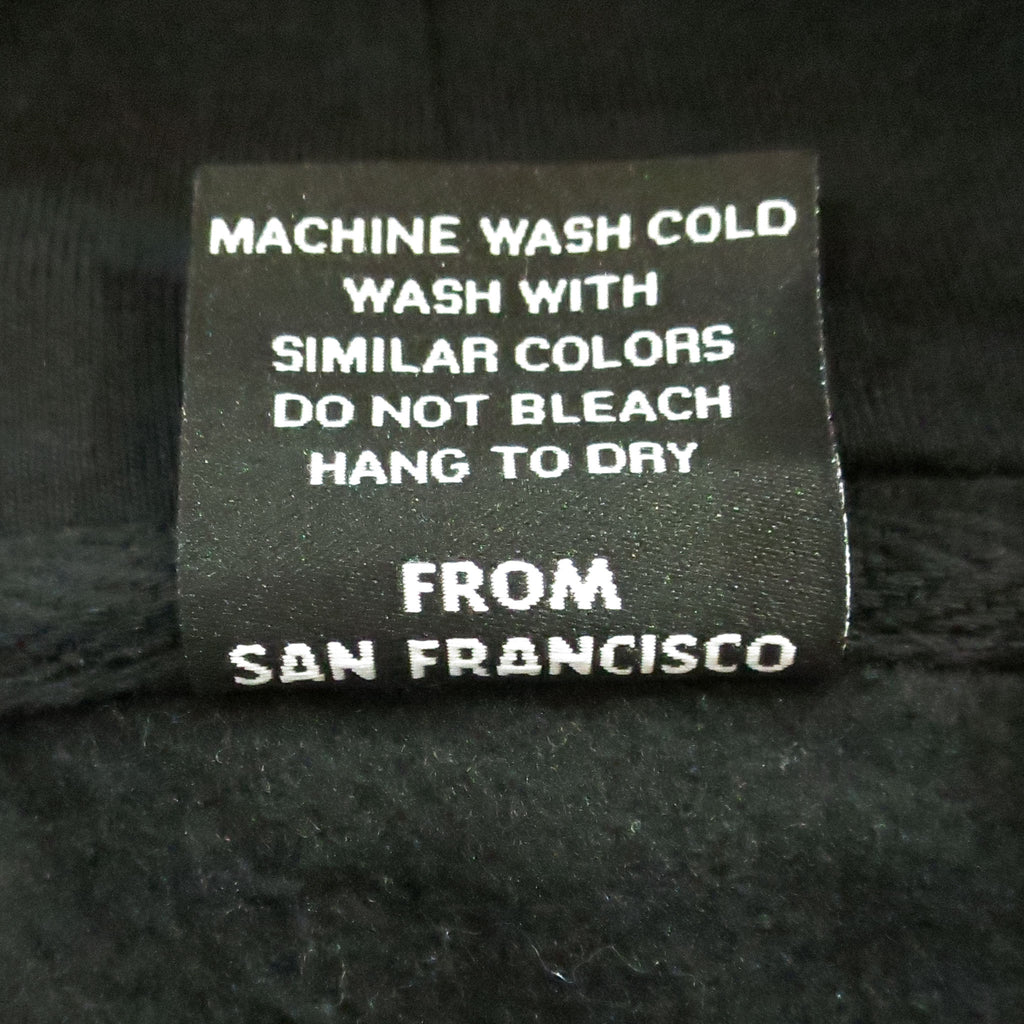 MACHINE WASH COLD
WASH WITH
SIMILAR COLORS
DO NOT BLEACH
HANG TO DRY
FROM
SAN FRANCISCO